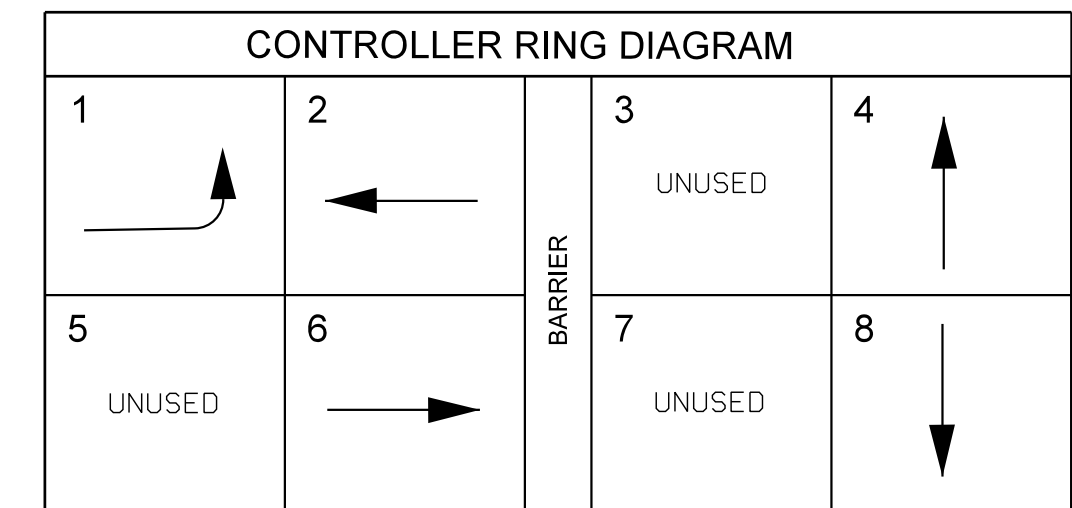 CONTROLLER RING DIAGRAM
1
2
BARRIER
3
UNUSED
4
5
UNUSED
6
7
UNUSED
8